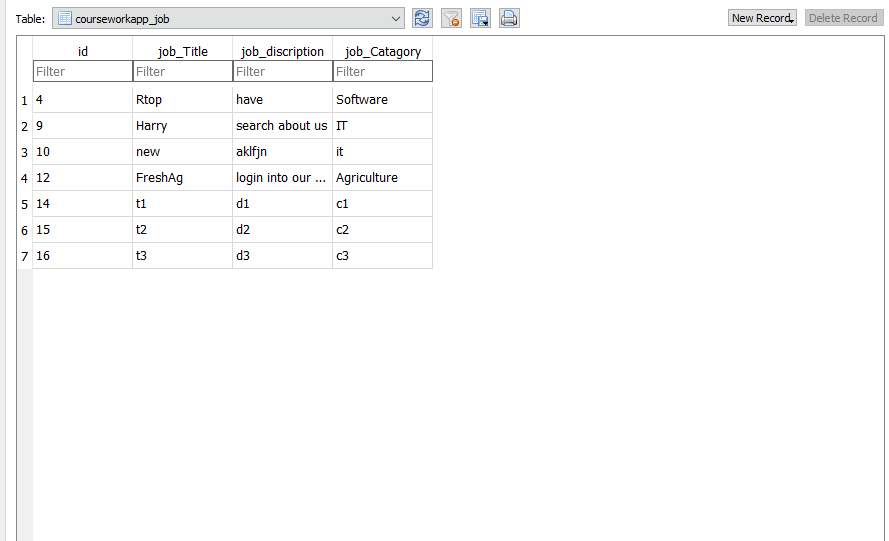 Table: courseworkapp_job New Record Delete Record
id job_Title job_discription job_Catagory
Filter Filter Filter Filter
1 4 Rtop have Software
2 9 Harry search about us IT
3 10 new aklfjn it
4 12 FreshAg login into our ... Agriculture
5 14 t1 d1 c1
6 15 t2 d2 c2
7 16 t3 d3 c3